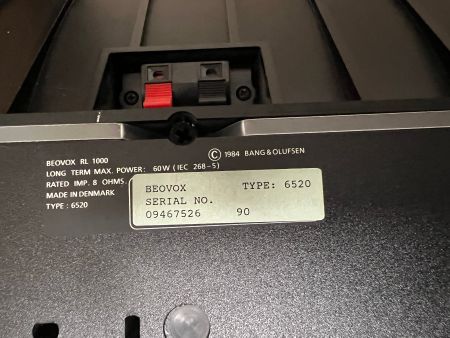 BEOVOX RL 1000
© 1984 BANG & OLUFSEN
LONG TERM MAX. POWER: 60W (IEC 268-5)
RATED IMP. 8 OHMS
MADE IN DENMARK
TYPE: 6520
BEOVOX TYPE: 6520
SERIAL NO.
09467526 90